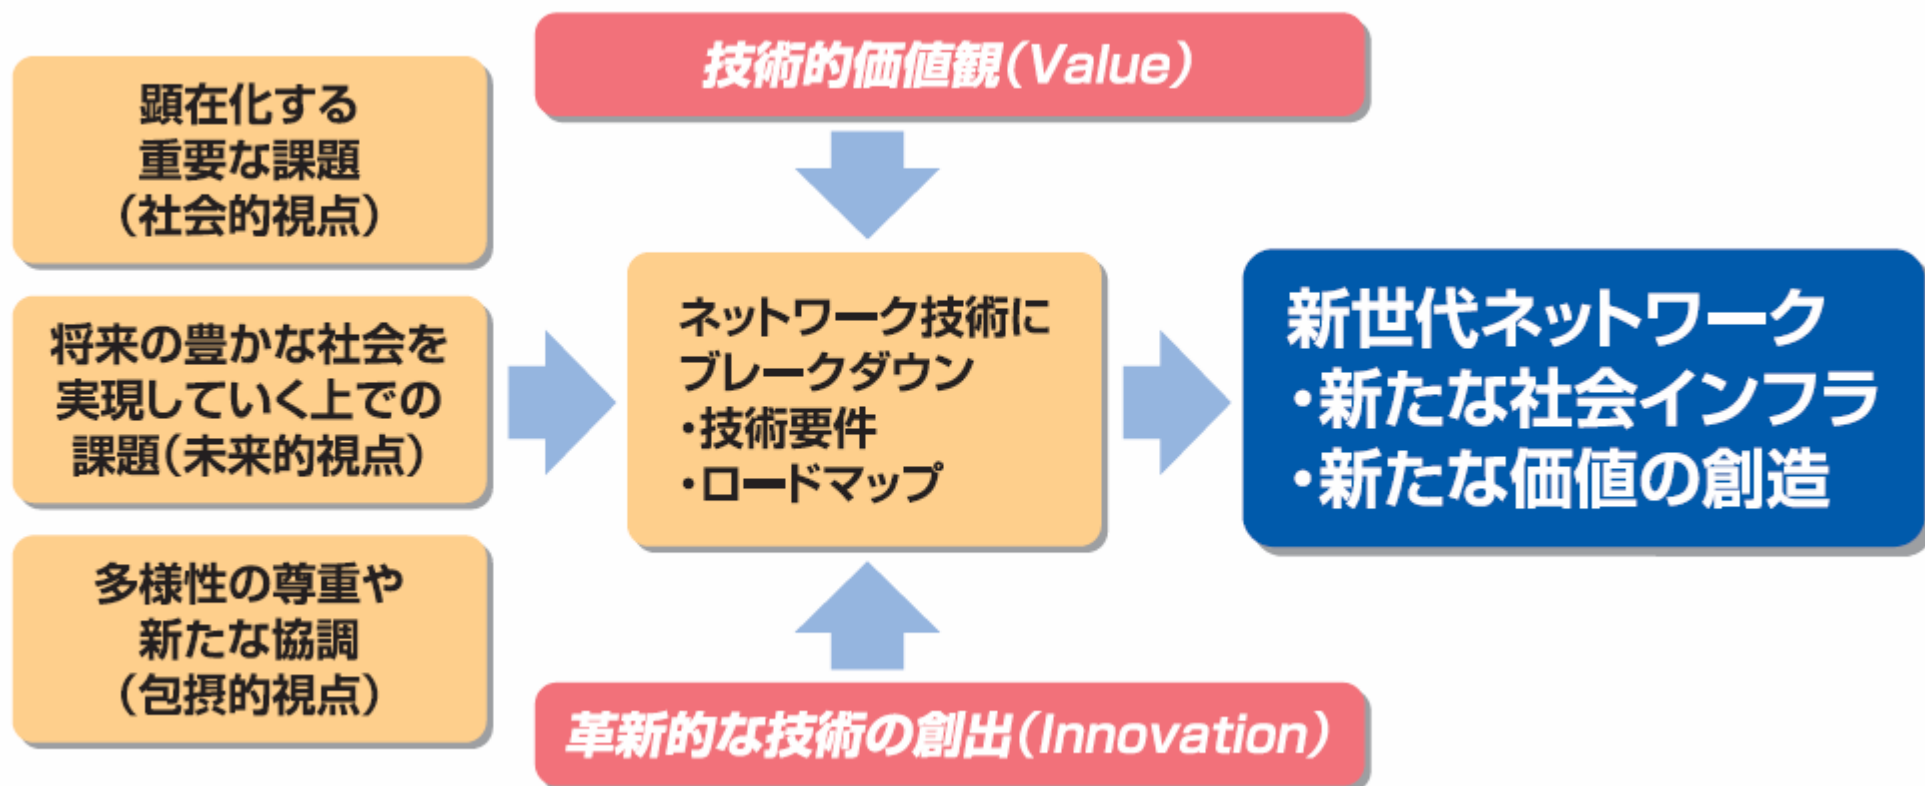 技術的価値観（Value）
顕在化する
重要な課題
（社会的視点）
将来の豊かな社会を
実現していく上での
課題（未来的視点）
多様性の尊重や
新たな協調
（包摂的視点）
ネットワーク技術に
ブレークダウン
・技術要件
・ロードマップ
新世代ネットワーク
・新たな社会インフラ
・新たな価値の創造
革新的な技術の創出（Innovation）